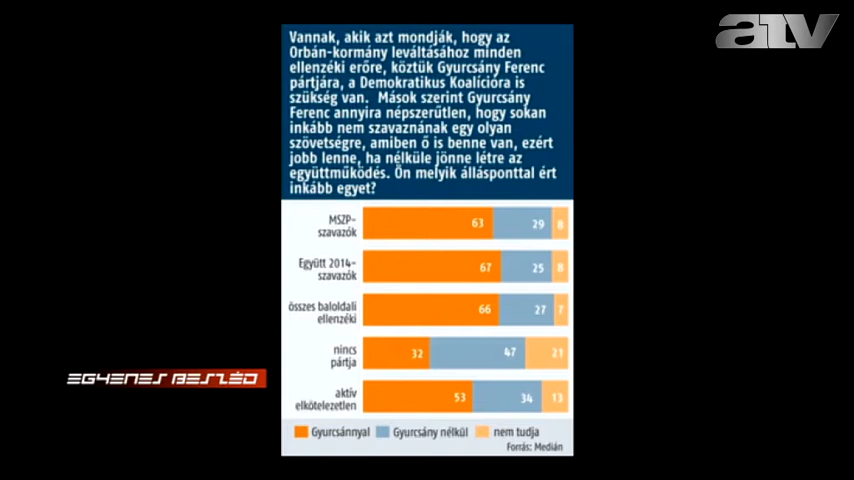 atv
Vannak, akik azt mondják, hogy az
Orbán-kormány leváltásához minden
ellenzéki erőre, köztük Gyurcsány Ferenc
pártjára, a Demokratikus Koalícióra is
szükség van. Mások szerint Gyurcsány
Ferenc annyira népszerűtlen, hogy sokan
inkább nem szavaznának egy olyan
szövetségre, amiben ő is benne van, ezért
jobb lenne, ha nélküle jönne létre az
együttműködés. Ön melyik állásponttal ért
inkább egyet?
MSZP-
szavazók
63 29 8
Együtt 2014-
szavazók
67 25 8
összes baloldali
ellenzéki
66 27 7
nincs
pártja
32 47 21
aktív
elkötelezetlen
53 34 13
Gyurcsánnyal Gyurcsány nélkül nem tudja
Forrás: Medián
EGYENES BESZÉD